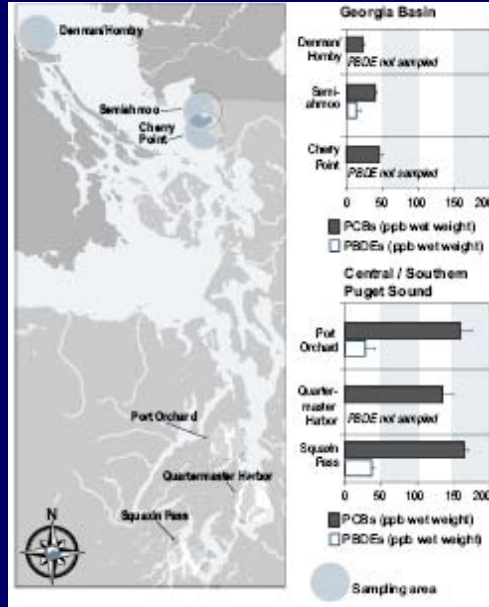 Denman/Hornby
Semiahmoo
Cherry
Point
Port Orchard
Quartermaster Harbor
Squaxin Pass
N
Georgia Basin
Denman/
Hornby
PBDE not sampled
Semi-
ahmoo
Cherry
Point
PBDE not sampled
0 50 100 150 200
PCBs (ppb wet weight)
PBDEs (ppb wet weight)
Central / Southern
Puget Sound
Port
Orchard
Quarter-
master
Harbor
PBDE not sampled
Squaxin
Pass
0 50 100 150 200
PCBs (ppb wet weight)
PBDEs (ppb wet weight)
Sampling area